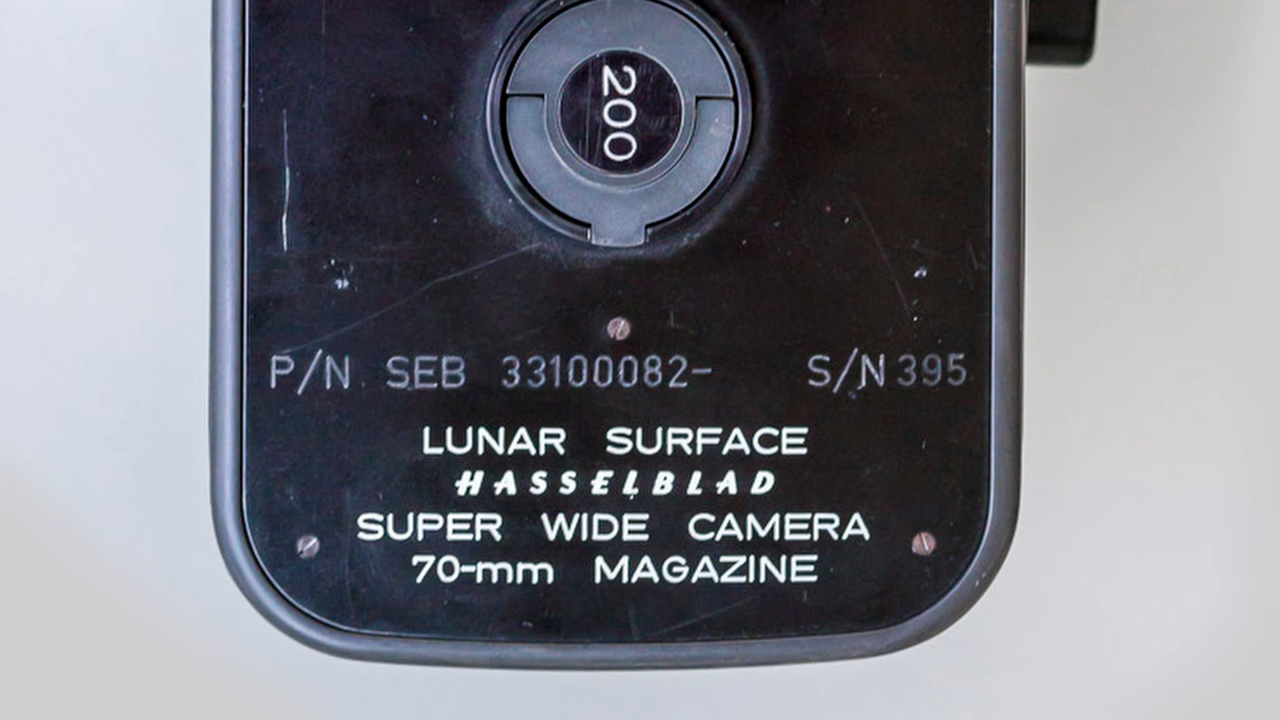 200
P/N SEB 33100082- S/N 395
LUNAR SURFACE
HASSELBLAD
SUPER WIDE CAMERA
70-mm MAGAZINE